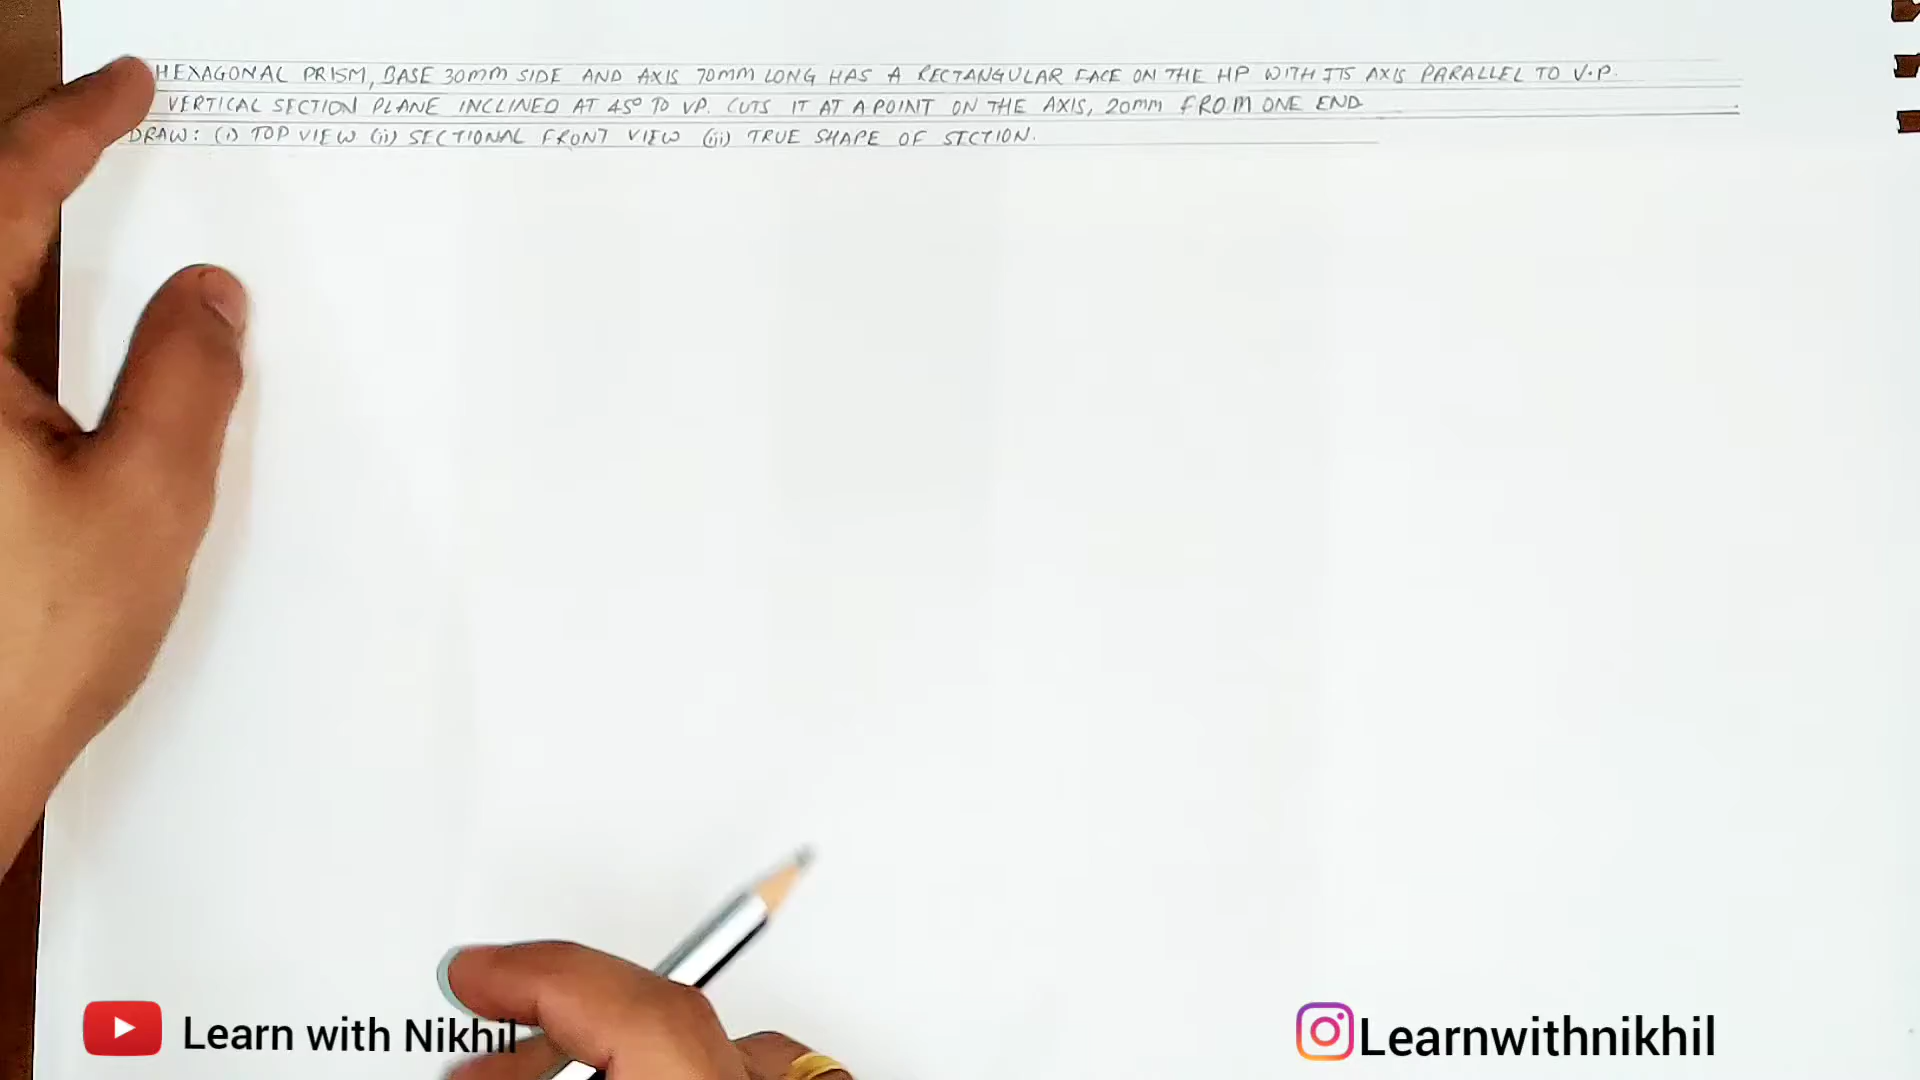 HEXAGONAL PRISM, BASE 30mm SIDE AND AXIS 70mm LONG HAS A RECTANGULAR FACE ON THE HP WITH ITS AXIS PARALLEL TO V.P.
VERTICAL SECTION PLANE INCLINED AT 45° TO VP. CUTS IT AT A POINT ON THE AXIS, 20mm FROM ONE END
DRAW: (i) TOP VIEW (ii) SECTIONAL FRONT VIEW (iii) TRUE SHAPE OF SECTION.
Learn with Nikhil
Learnwithnikhil